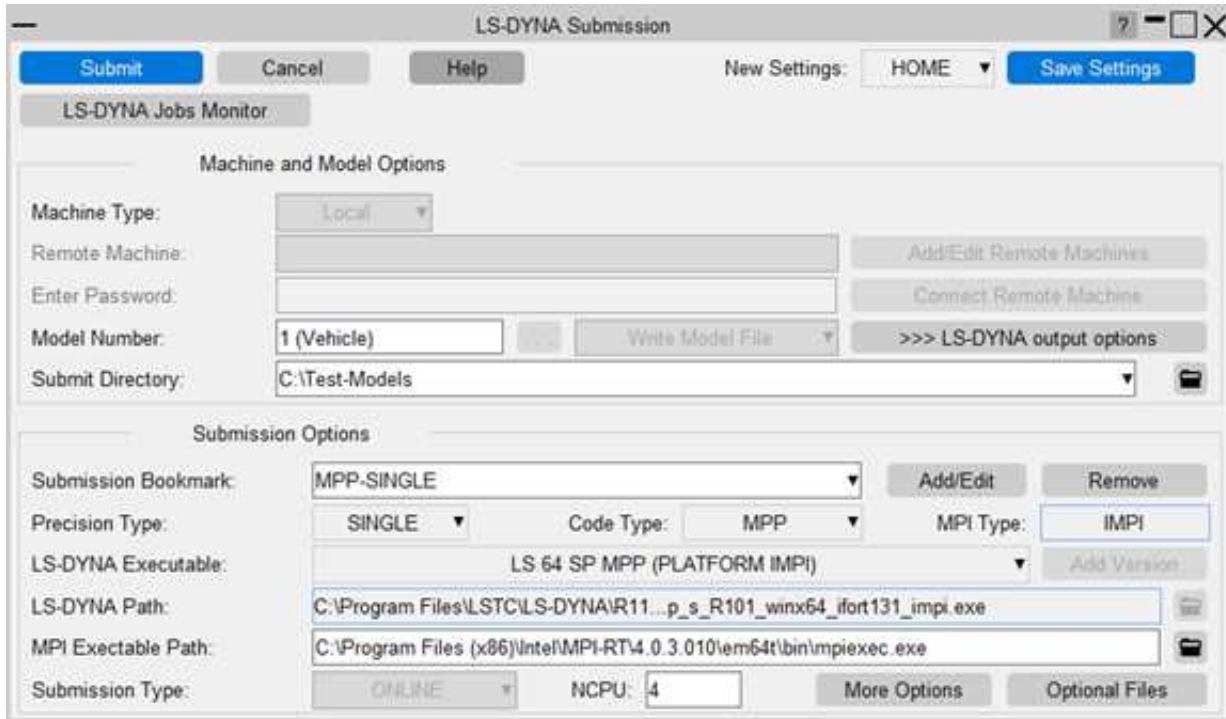 LS-DYNA Submission ?
Submit Cancel Help New Settings: HOME Save Settings
LS-DYNA Jobs Monitor
Machine and Model Options
Machine Type: Local
Remote Machine: Add/Edit Remote Machines
Enter Password: Connect Remote Machine
Model Number: 1 (Vehicle) Write Model File >>> LS-DYNA output options
Submit Directory: C:\Test-Models
Submission Options
Submission Bookmark: MPP-SINGLE Add/Edit Remove
Precision Type: SINGLE Code Type: MPP MPI Type: IMPI
LS-DYNA Executable: LS 64 SP MPP (PLATFORM IMPI) Add Version
LS-DYNA Path: C:\Program Files\LSTC\LS-DYNA\R11...p_s_R101_winx64_ifort131_impi.exe
MPI Exectable Path: C:\Program Files (x86)\Intel\MPI-RT\4.0.3.010\em64t\bin\mpiexec.exe
Submission Type: ONLINE NCPU: 4 More Options Optional Files